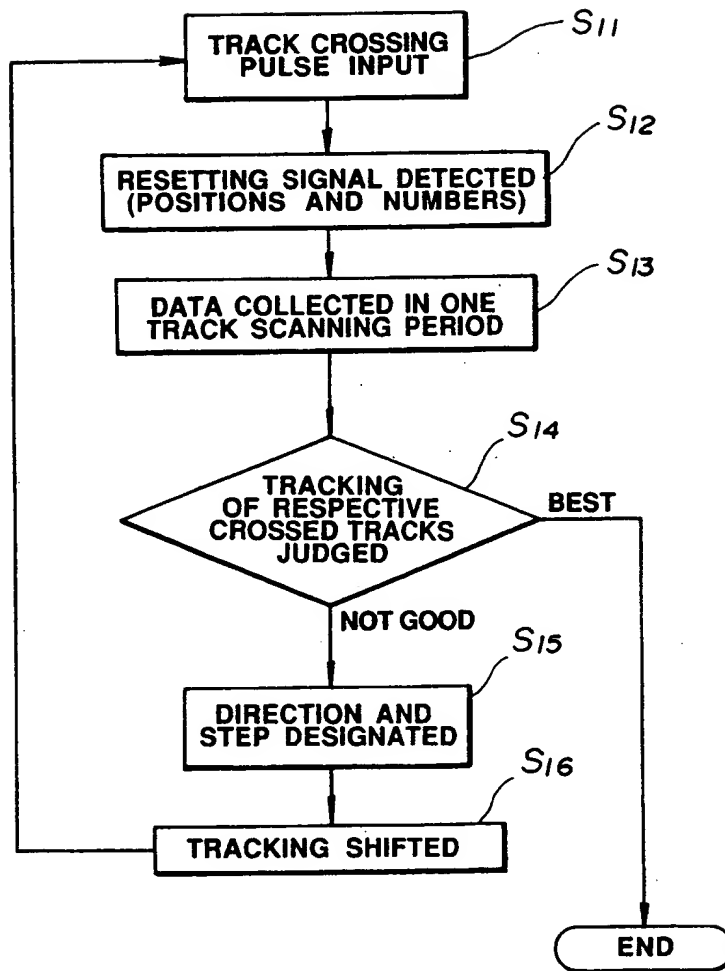 S11
TRACK CROSSING
PULSE INPUT
S12
RESETTING SIGNAL DETECTED
(POSITIONS AND NUMBERS)
S13
DATA COLLECTED IN ONE
TRACK SCANNING PERIOD
S14
TRACKING
OF RESPECTIVE
CROSSED TRACKS
JUDGED
BEST
NOT GOOD
S15
DIRECTION AND
STEP DESIGNATED
S16
TRACKING SHIFTED
END